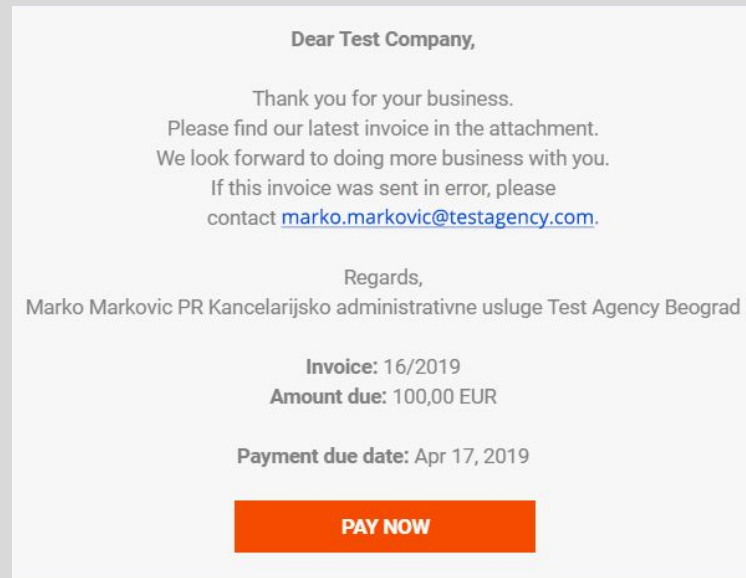 Dear Test Company,
Thank you for your business.
Please find our latest invoice in the attachment.
We look forward to doing more business with you.
If this invoice was sent in error, please
contact marko.markovic@testagency.com.
Regards,
Marko Markovic PR Kancelarijsko administrativne usluge Test Agency Beograd
Invoice: 16/2019
Amount due: 100,00 EUR
Payment due date: Apr 17, 2019
PAY NOW